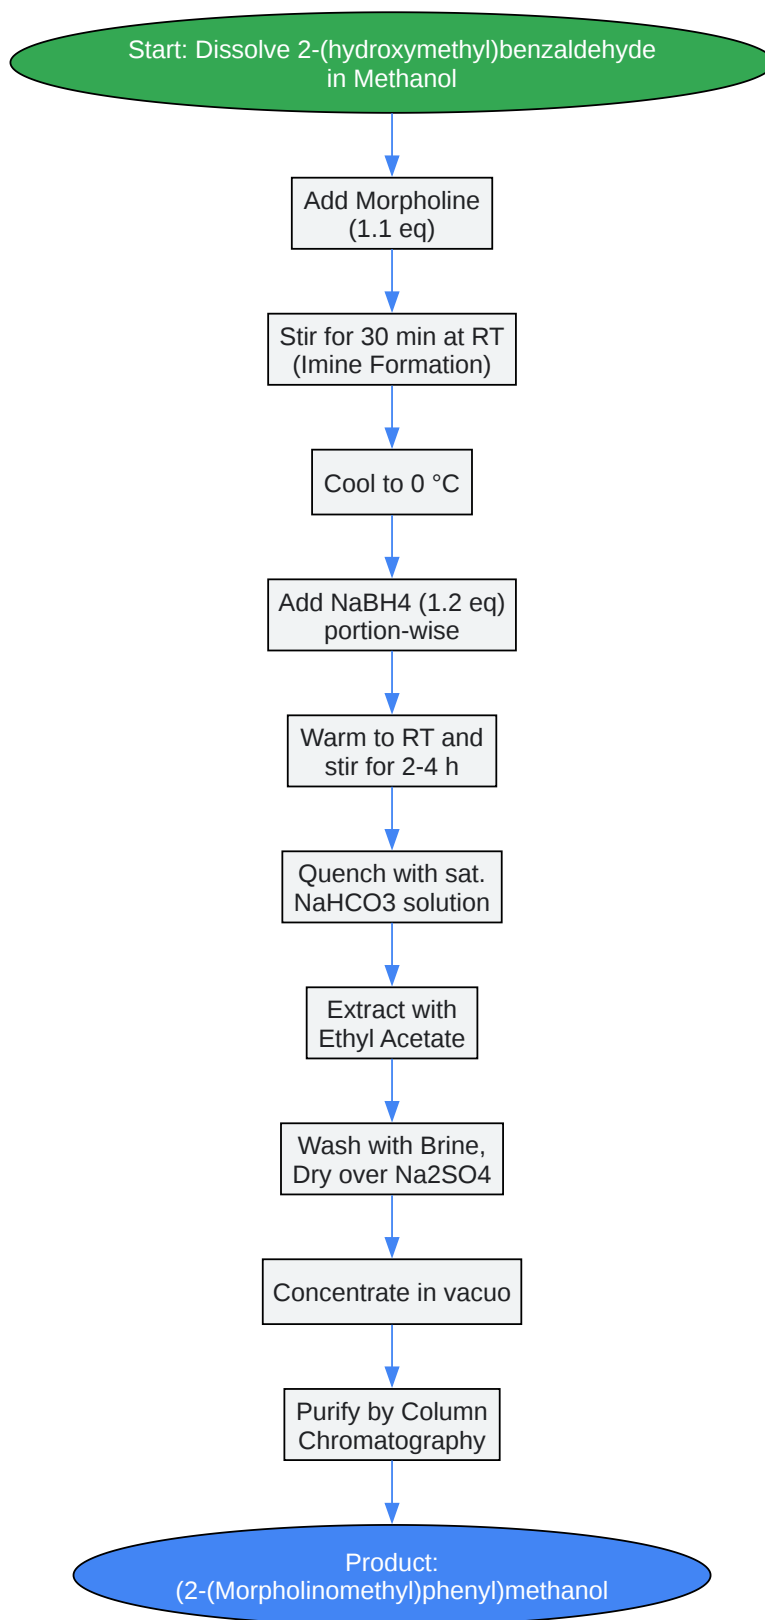 Start: Dissolve 2-(hydroxymethyl)benzaldehyde
in Methanol
Add Morpholine
(1.1 eq)
Stir for 30 min at RT
(Imine Formation)
Cool to 0 °C
Add NaBH4 (1.2 eq)
portion-wise
Warm to RT and
stir for 2-4 h
Quench with sat.
NaHCO3 solution
Extract with
Ethyl Acetate
Wash with Brine,
Dry over Na2SO4
Concentrate in vacuo
Purify by Column
Chromatography
Product:
(2-(Morpholinomethyl)phenyl)methanol